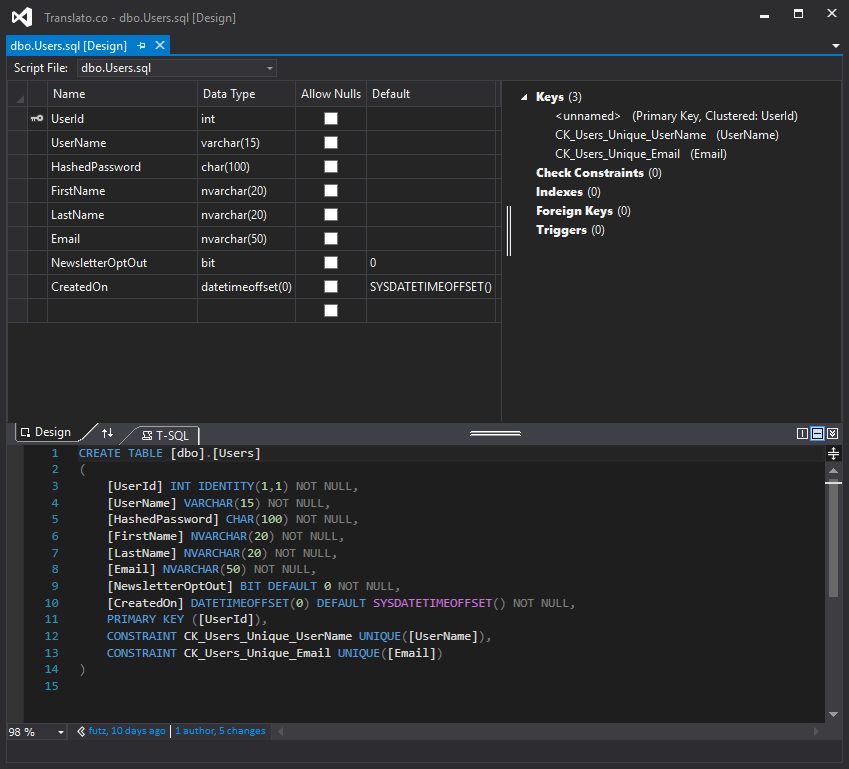 Translato.co - dbo.Users.sql [Design]
dbo.Users.sql [Design]
Script File: dbo.Users.sql
Name Data Type Allow Nulls Default
UserId int
UserName varchar(15)
HashedPassword char(100)
FirstName nvarchar(20)
LastName nvarchar(20)
Email nvarchar(50)
NewsletterOptOut bit 0
CreatedOn datetimeoffset(0) SYSDATETIMEOFFSET()
Keys (3)
<unnamed> (Primary Key, Clustered: UserId)
CK_Users_Unique_UserName (UserName)
CK_Users_Unique_Email (Email)
Check Constraints (0)
Indexes (0)
Foreign Keys (0)
Triggers (0)
Design T-SQL
1 CREATE TABLE [dbo].[Users]
2 (
3 [UserId] INT IDENTITY(1,1) NOT NULL,
4 [UserName] VARCHAR(15) NOT NULL,
5 [HashedPassword] CHAR(100) NOT NULL,
6 [FirstName] NVARCHAR(20) NOT NULL,
7 [LastName] NVARCHAR(20) NOT NULL,
8 [Email] NVARCHAR(50) NOT NULL,
9 [NewsletterOptOut] BIT DEFAULT 0 NOT NULL,
10 [CreatedOn] DATETIMEOFFSET(0) DEFAULT SYSDATETIMEOFFSET() NOT NULL,
11 PRIMARY KEY ([UserId]),
12 CONSTRAINT CK_Users_Unique_UserName UNIQUE([UserName]),
13 CONSTRAINT CK_Users_Unique_Email UNIQUE([Email])
14 )
15
98 % futz, 10 days ago | 1 author, 5 changes